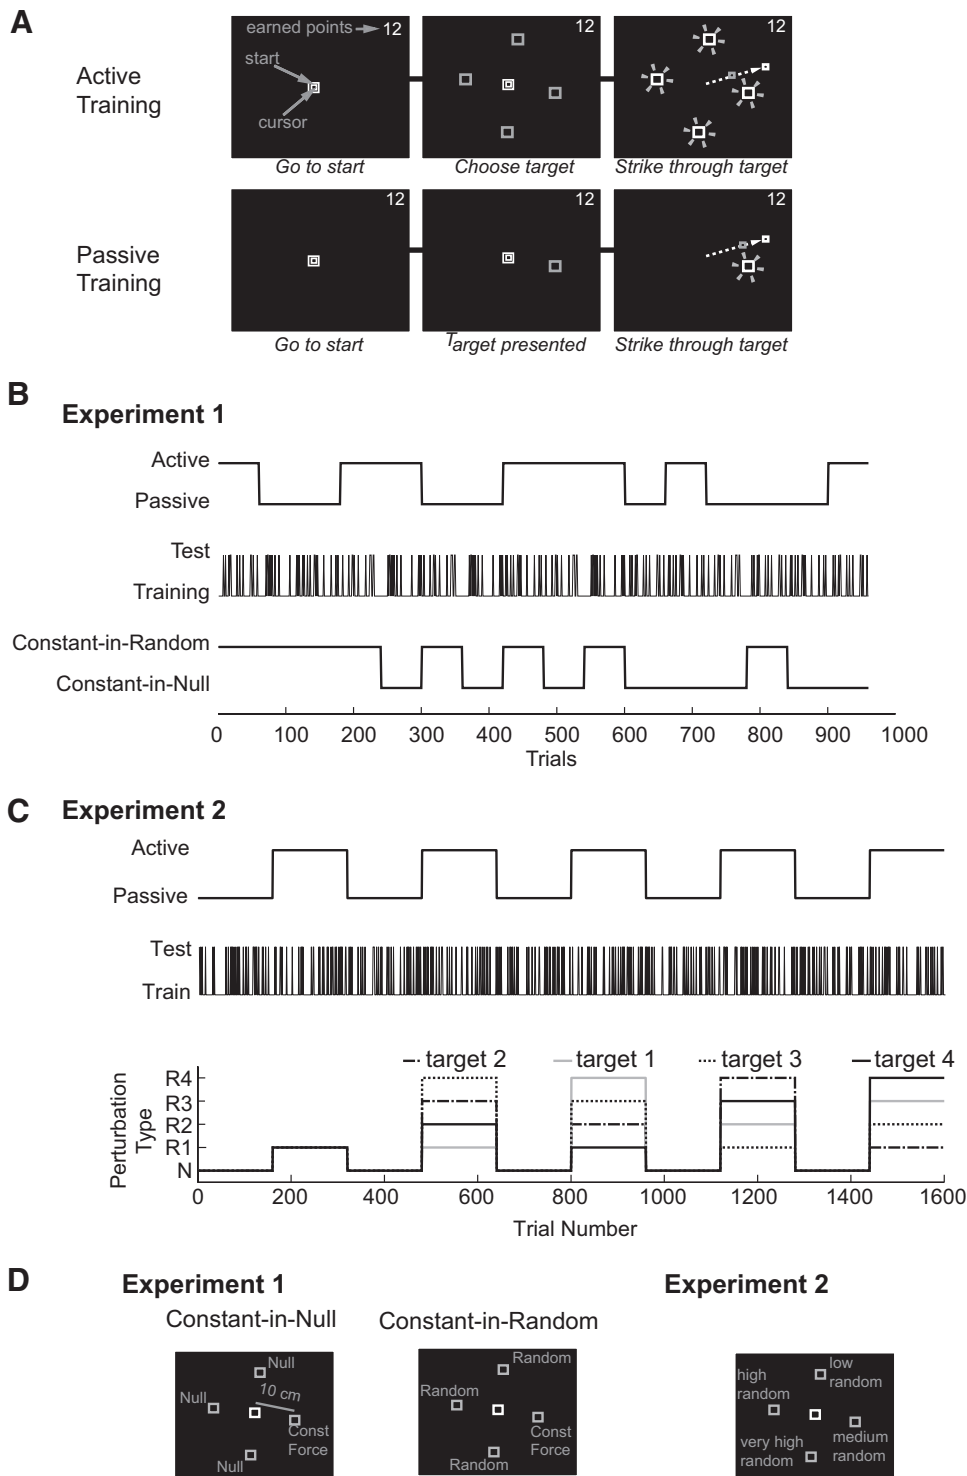 A
Active
Training
earned points 12
start
cursor
Go to start
12
Choose target
12
Strike through target
Passive
Training
12
Go to start
12
Target presented
12
Strike through target
B
Experiment 1
Active
Passive
Test
Training
Constant-in-Random
Constant-in-Null
0 100 200 300 400 500 600 700 800 900 1000
Trials
C
Experiment 2
Active
Passive
Test
Train
target 2 target 1 target 3 target 4
Perturbation
Type
R4
R3
R2
R1
N
0 200 400 600 800 1000 1200 1400 1600
Trial Number
D
Experiment 1
Constant-in-Null
Null
10 cm
Null
Const
Force
Null
Constant-in-Random
Random
Random
Const
Force
Random
Experiment 2
low
random
high
random
medium
random
very high
random